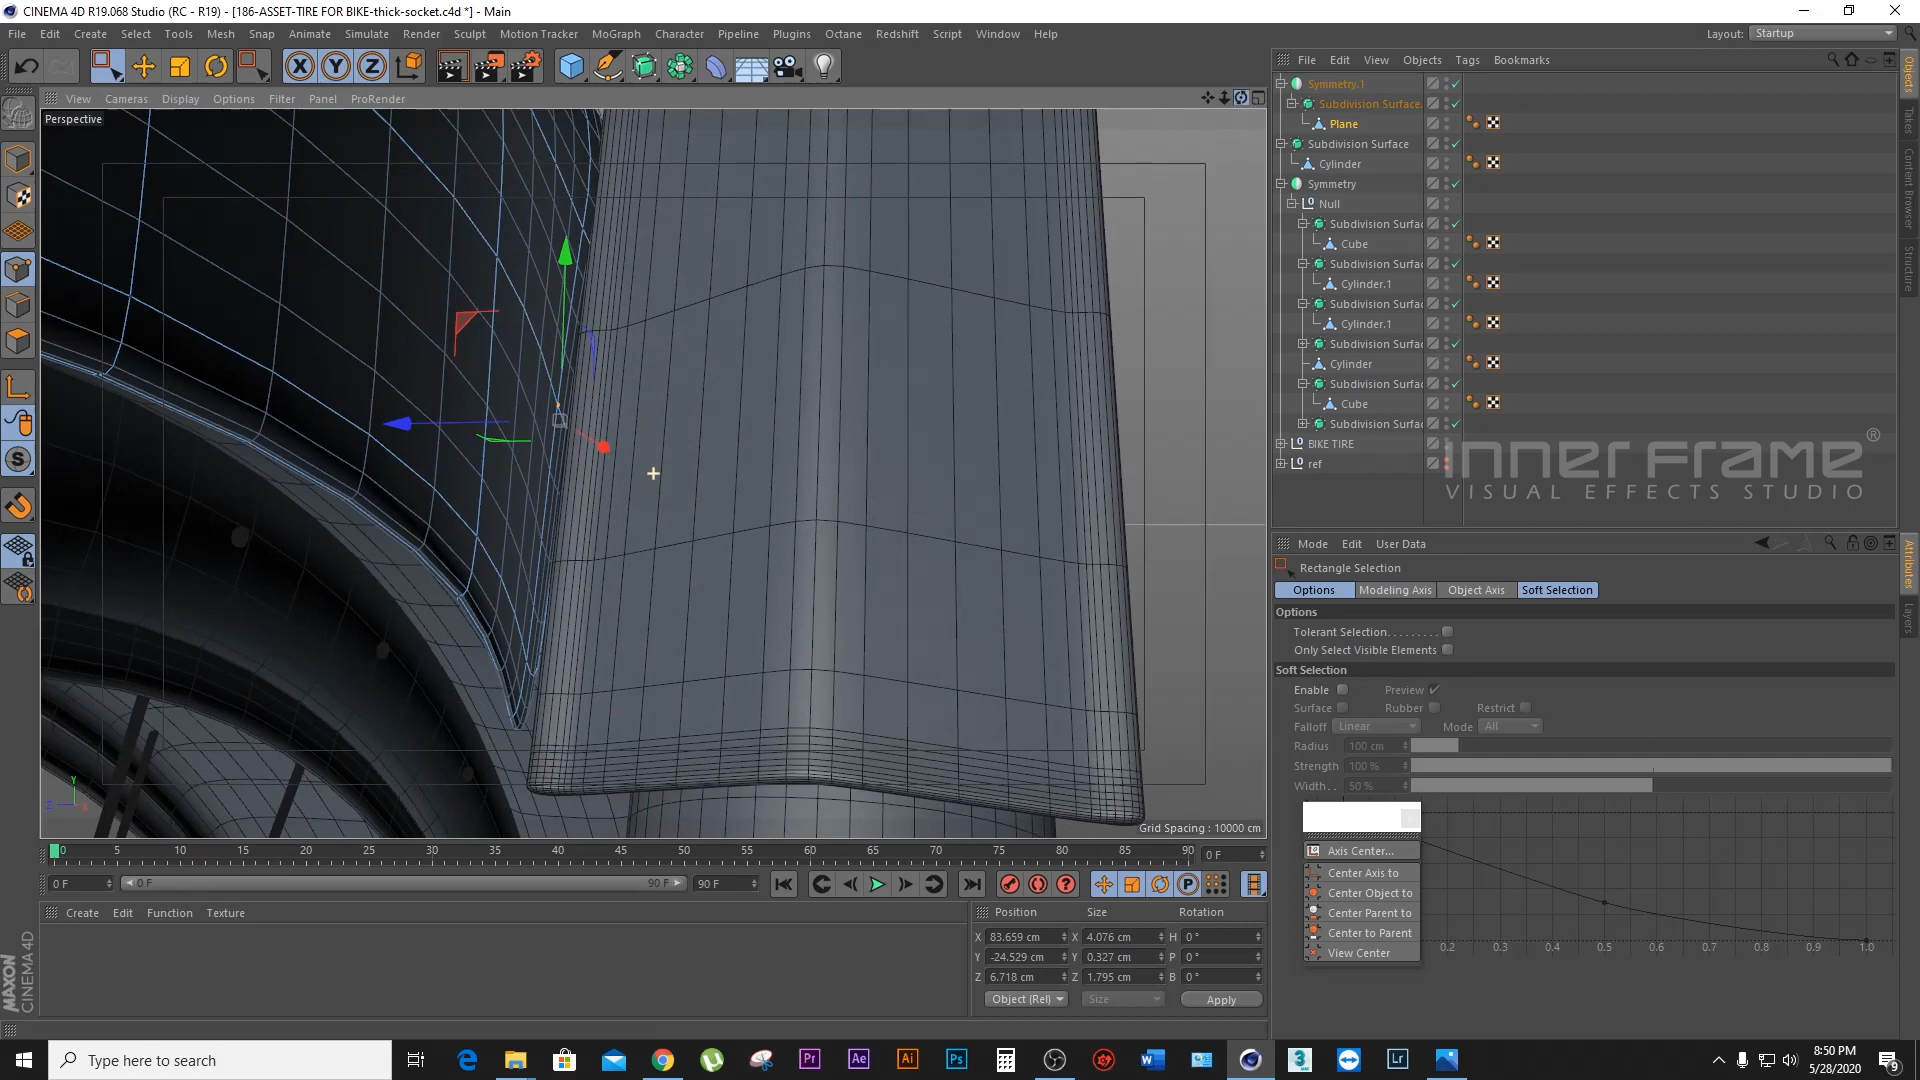 CINEMA 4D R19.068 Studio (RC - R19) - [186-ASSET-TIRE FOR BIKE-thick-socket.c4d *] - Main
File Edit Create Select Tools Mesh Snap Animate Simulate Render Sculpt Motion Tracker MoGraph Character Pipeline Plugins Octane Redshift Script Window Help
Layout: Startup
File Edit View Objects Tags Bookmarks
View Cameras Display Options Filter Panel ProRender
Perspective
Symmetry.1
Subdivision Surface.
Plane
Subdivision Surface
Cylinder
Symmetry
Null
Subdivision Surfac
Cube
Subdivision Surfac
Cylinder.1
Subdivision Surfac
Cylinder.1
Subdivision Surfac
Cylinder
Subdivision Surfac
Cube
Subdivision Surfac
BIKE TIRE
ref
INNER FRAME ®
VISUAL EFFECTS STUDIO
Objects
Takes
Content Browser
Structure
Mode Edit User Data
Rectangle Selection
Options Modeling Axis Object Axis Soft Selection
Options
Tolerant Selection. . . . . . . . .
Only Select Visible Elements
Soft Selection
Enable Preview
Surface Rubber Restrict
Falloff Linear Mode All
Radius 100 cm
Strength 100 %
Width. . 50 %
Attributes
Layers
Axis Center...
Center Axis to
Center Object to
Center Parent to
Center to Parent
View Center
0.2 0.3 0.4 0.5 0.6 0.7 0.8 0.9 1.0
Y
Z
X
Grid Spacing : 10000 cm
0 5 10 15 20 25 30 35 40 45 50 55 60 65 70 75 80 85 90 0 F
0 F 0 F 90 F 90 F
Create Edit Function Texture
Position Size Rotation
X 83.659 cm X 4.076 cm H 0 °
Y -24.529 cm Y 0.327 cm P 0 °
Z 6.718 cm Z 1.795 cm B 0 °
Object (Rel) Size Apply
MAXON
CINEMA 4D
Type here to search
8:50 PM
5/28/2020
9